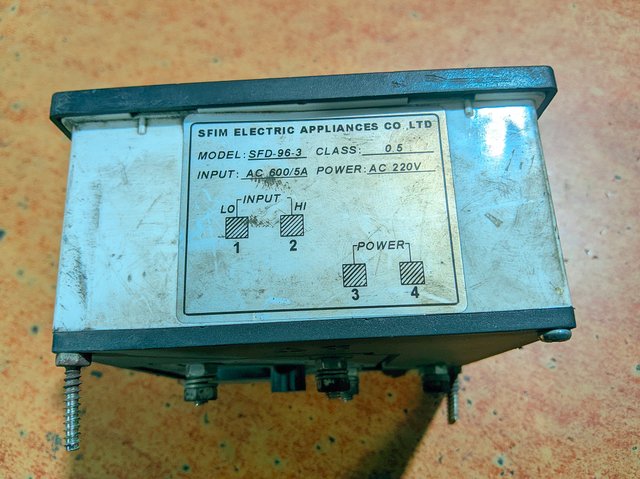 SFIM ELECTRIC APPLIANCES CO.,LTD
MODEL: SFD-96-3 CLASS: 0.5
INPUT: AC 600/5A POWER: AC 220V
INPUT
LO HI
1 2
POWER
3 4